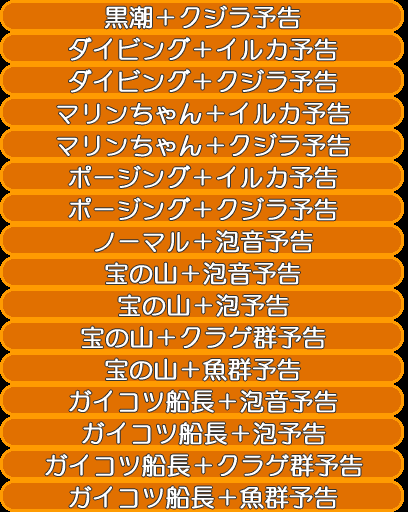 黒潮＋クジラ予告
ダイビング＋イルカ予告
ダイビング＋クジラ予告
マリンちゃん＋イルカ予告
マリンちゃん＋クジラ予告
ポージング＋イルカ予告
ポージング＋クジラ予告
ノーマル＋泡音予告
宝の山＋泡音予告
宝の山＋泡予告
宝の山＋クラゲ群予告
宝の山＋魚群予告
ガイコツ船長＋泡音予告
ガイコツ船長＋泡予告
ガイコツ船長＋クラゲ群予告
ガイコツ船長＋魚群予告